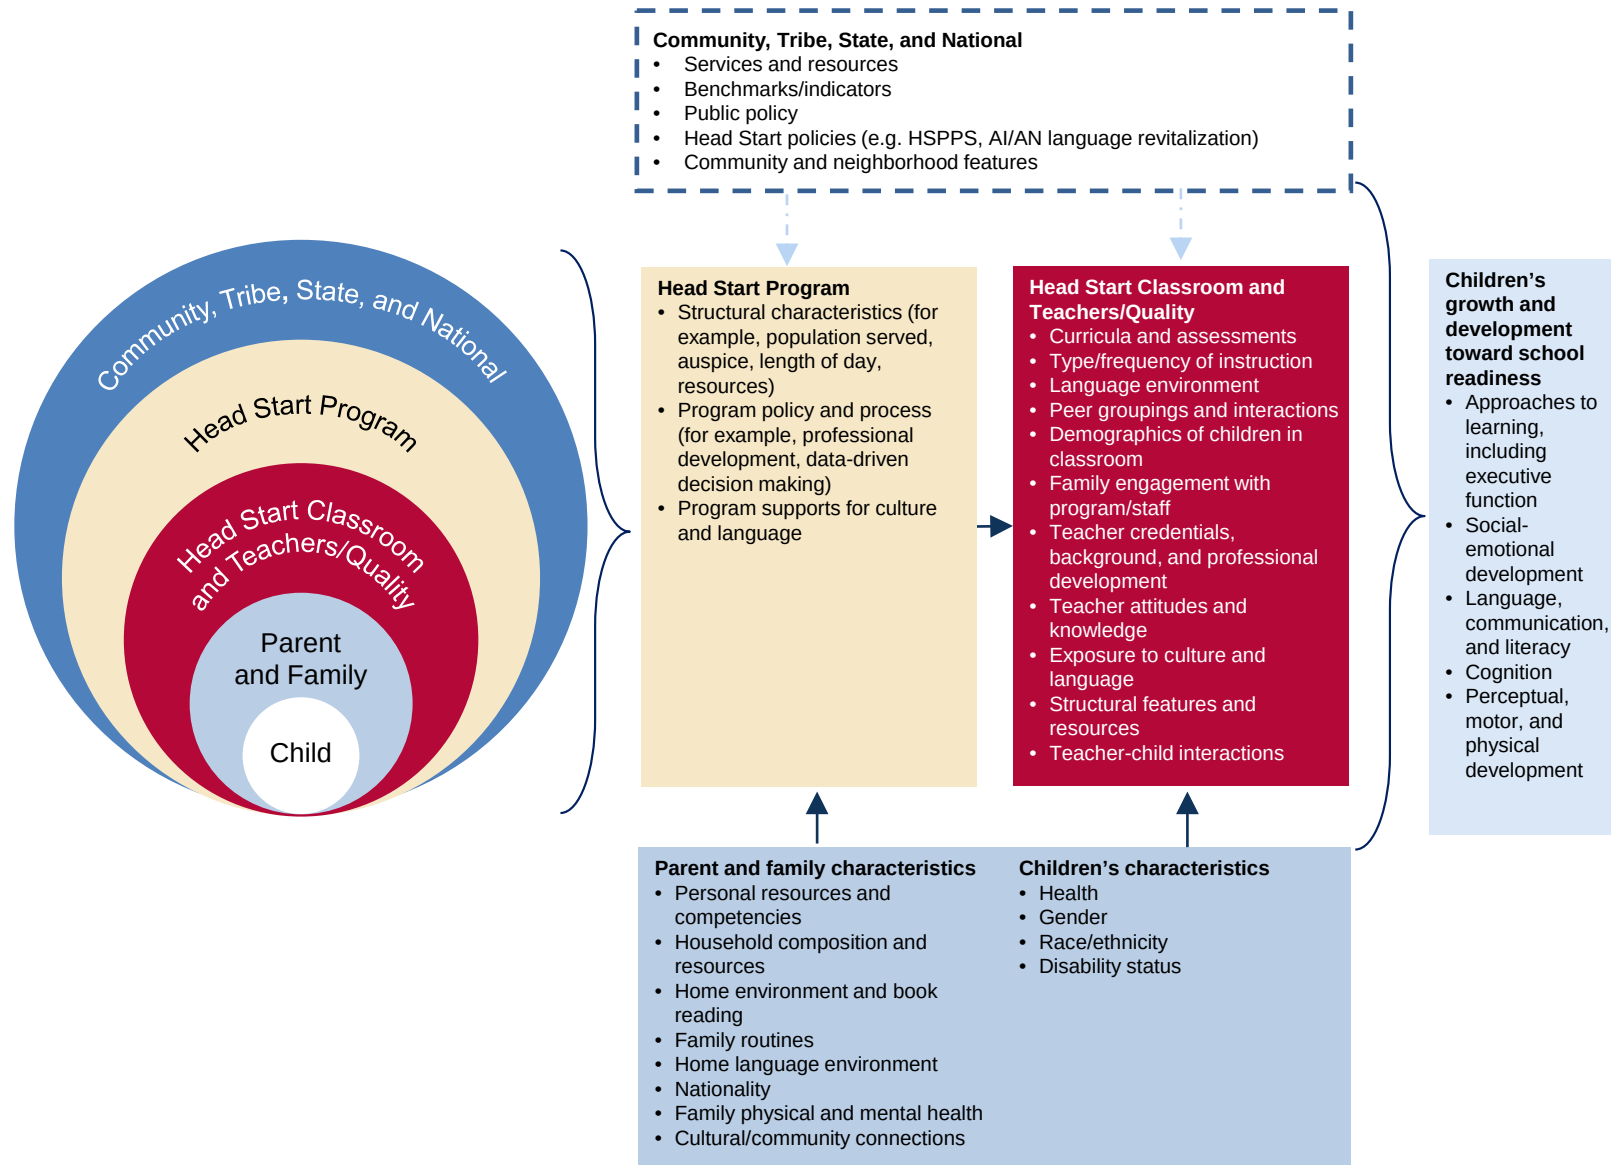 Community, Tribe, State, and National
• Services and resources
• Benchmarks/indicators
• Public policy
• Head Start policies (e.g. HSPPS, AI/AN language revitalization)
• Community and neighborhood features
Community, Tribe, State, and National
Head Start Program
Head Start Classroom
and Teachers/Quality
Parent
and Family
Child
Head Start Program
• Structural characteristics (for
example, population served,
auspice, length of day,
resources)
• Program policy and process
(for example, professional
development, data-driven
decision making)
• Program supports for culture
and language
Head Start Classroom and
Teachers/Quality
• Curricula and assessments
• Type/frequency of instruction
• Language environment
• Peer groupings and interactions
• Demographics of children in
classroom
• Family engagement with
program/staff
• Teacher credentials,
background, and professional
development
• Teacher attitudes and
knowledge
• Exposure to culture and
language
• Structural features and
resources
• Teacher-child interactions
Children’s
growth and
development
toward school
readiness
• Approaches to
learning,
including
executive
function
• Social-
emotional
development
• Language,
communication,
and literacy
• Cognition
• Perceptual,
motor, and
physical
development
Parent and family characteristics
• Personal resources and
competencies
• Household composition and
resources
• Home environment and book
reading
• Family routines
• Home language environment
• Nationality
• Family physical and mental health
• Cultural/community connections
Children’s characteristics
• Health
• Gender
• Race/ethnicity
• Disability status